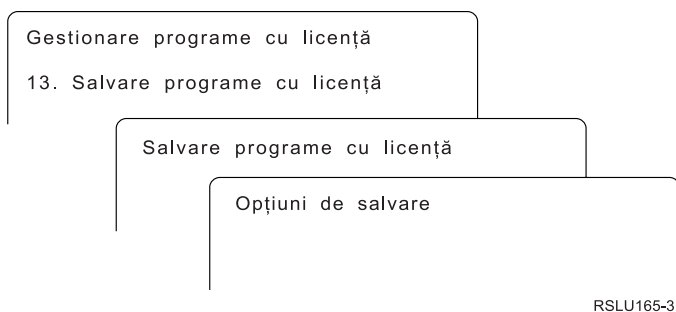 Gestionare programe cu licență
13. Salvare programe cu licență
Salvare programe cu licență
Opțiuni de salvare
RSLU165-3